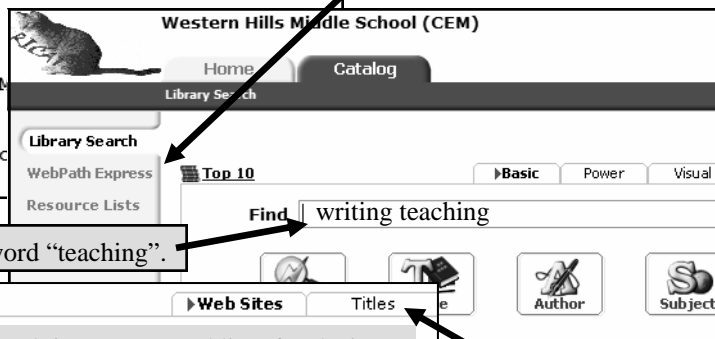 Western Hills Middle School (CEM)
Home Catalog
Library Search
Library Search
WebPath Express
Resource Lists
Top 10
Basic Power Visual
Find writing teaching
word "teaching".
Author Subject
Web Sites Titles